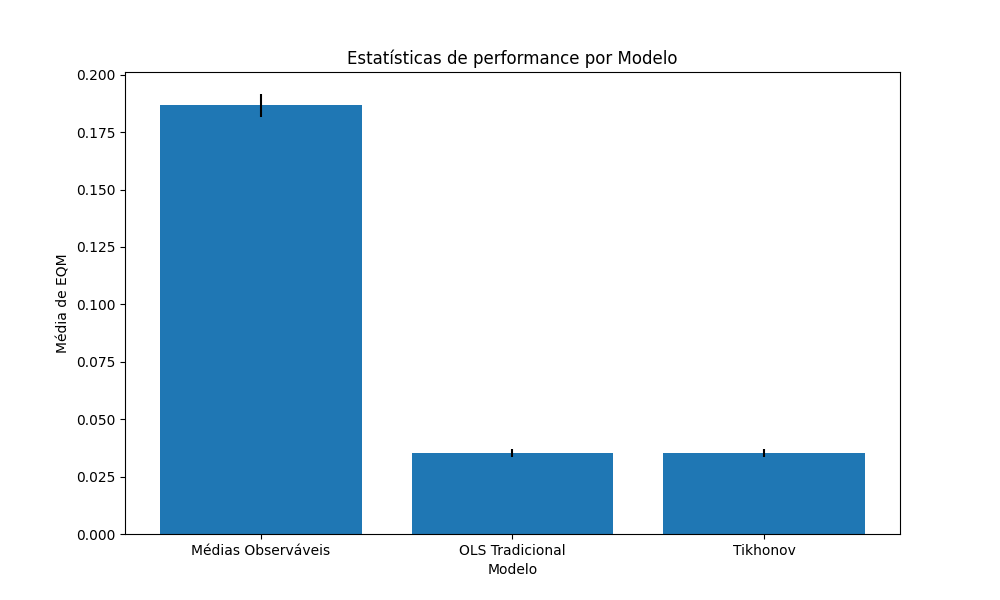 Estatísticas de performance por Modelo
Média de EQM
0.200
0.175
0.150
0.125
0.100
0.075
0.050
0.025
0.000
Médias Observáveis
OLS Tradicional
Tikhonov
Modelo